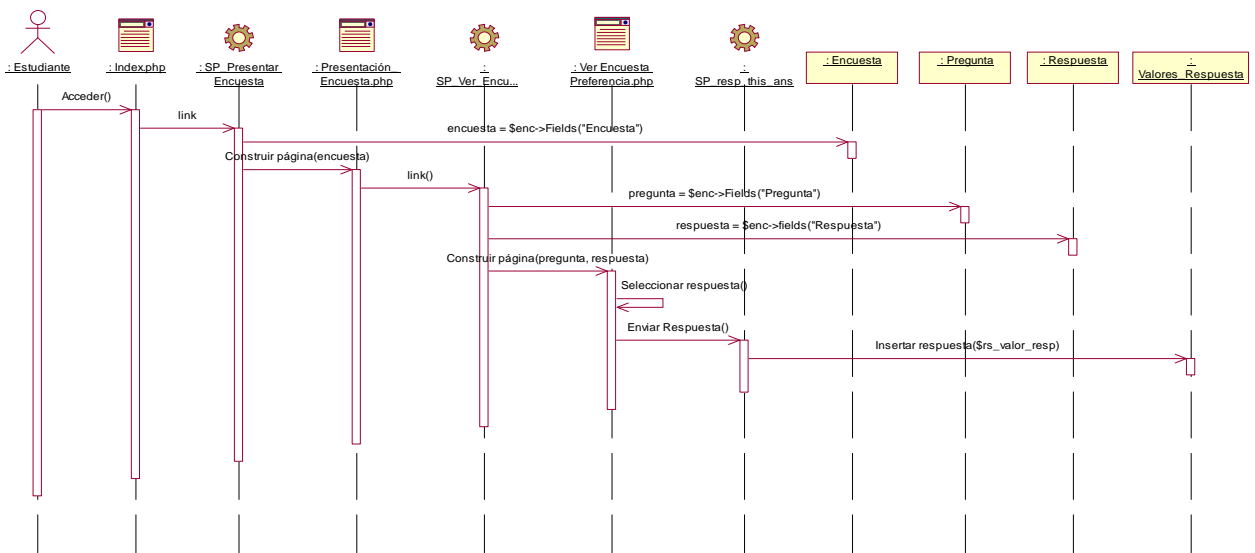 : Estudiante
: Index.php
: SP_Presentar
Encuesta
: Presentación_
Encuesta.php
:
SP_Ver_Encu...
: Ver Encuesta
Preferencia.php
:
SP_resp_this_ans
: Encuesta
: Pregunta
: Respuesta
:
Valores_Respuesta
Acceder()
link
encuesta = $enc->Fields("Encuesta")
Construir página(encuesta)
link()
pregunta = $enc->Fields("Pregunta")
respuesta = $enc->fields("Respuesta")
Construir página(pregunta, respuesta)
Seleccionar respuesta()
Enviar Respuesta()
Insertar respuesta($rs_valor_resp)